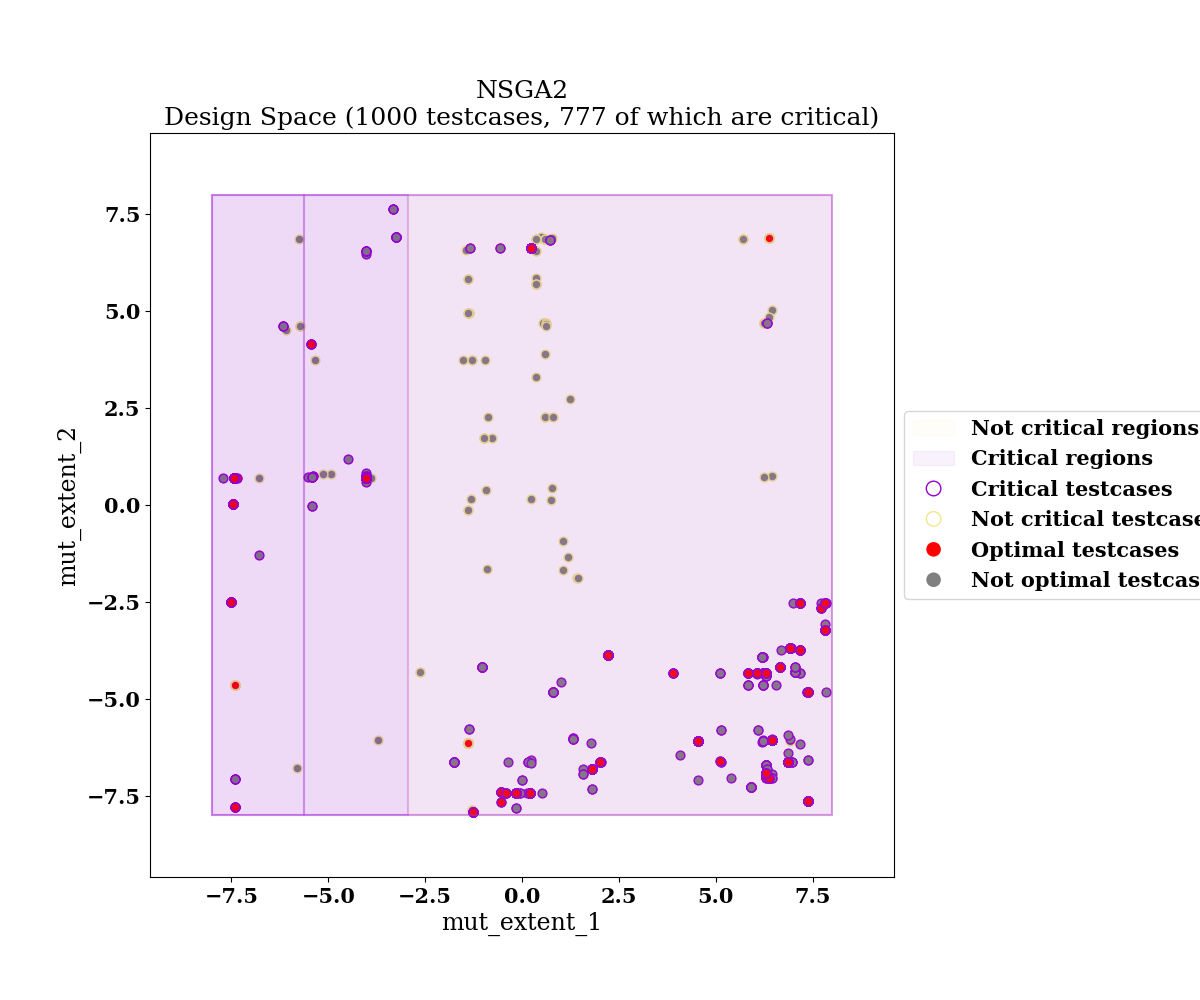 NSGA2
Design Space (1000 testcases, 777 of which are critical)
7.5
5.0
2.5
0.0
−2.5
−5.0
−7.5
mut_extent_2
−7.5
−5.0
−2.5
0.0
2.5
5.0
7.5
mut_extent_1
Not critical regions
Critical regions
Critical testcases
Not critical testcase
Optimal testcases
Not optimal testcas